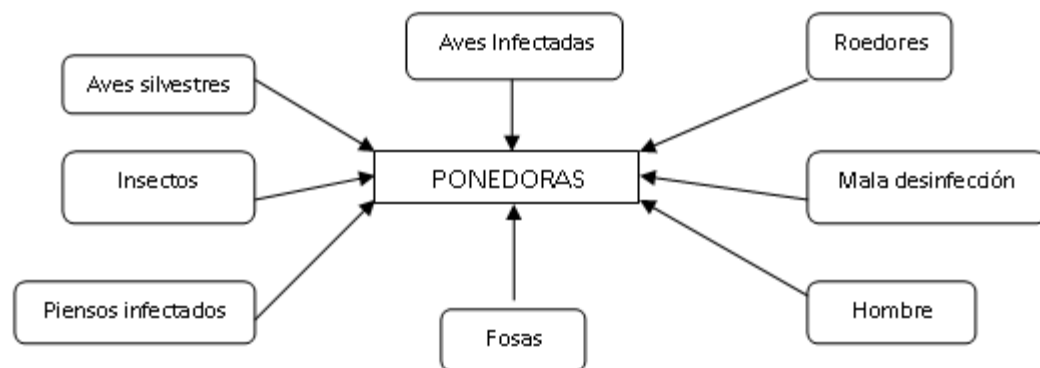 Aves Infectadas
Roedores
Aves silvestres
Insectos
PONEDORAS
Mala desinfección
Piensos infectados
Fosas
Hombre